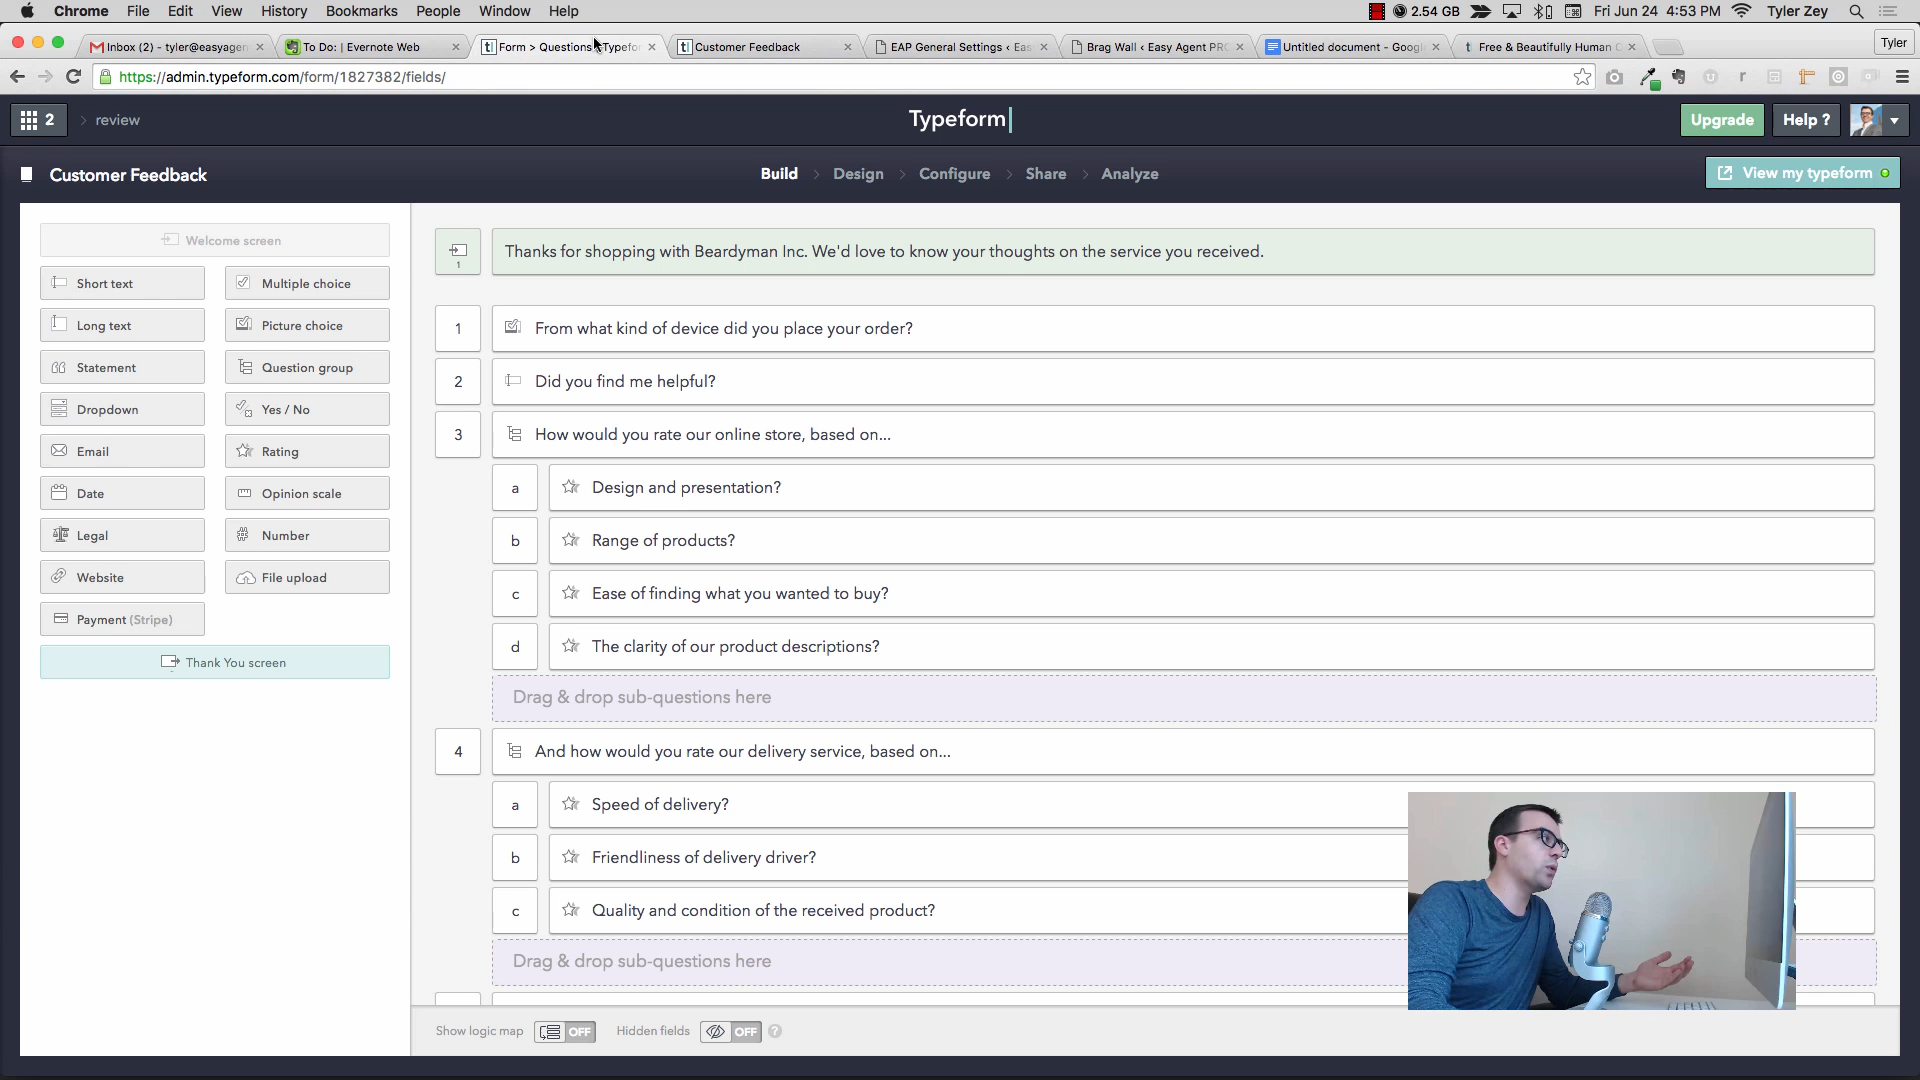 Chrome File Edit View History Bookmarks People Window Help 2.54 GB Fri Jun 24 4:53 PM Tyler Zey
Inbox (2) - tyler@easyagen To Do: | Evernote Web Form > Questions Typefor Customer Feedback EAP General Settings ‹ Eas Brag Wall ‹ Easy Agent PRO Untitled document - Googl Free & Beautifully Human Tyler
https://admin.typeform.com/form/1827382/fields/
2 > review Typeform Upgrade Help ?
Customer Feedback Build > Design > Configure > Share > Analyze View my typeform
Welcome screen
Short text Multiple choice
Long text Picture choice
Statement Question group
Dropdown Yes / No
Email Rating
Date Opinion scale
Legal Number
Website File upload
Payment (Stripe)
Thank You screen
1 Thanks for shopping with Beardyman Inc. We'd love to know your thoughts on the service you received.
1 From what kind of device did you place your order?
2 Did you find me helpful?
3 How would you rate our online store, based on...
a Design and presentation?
b Range of products?
c Ease of finding what you wanted to buy?
d The clarity of our product descriptions?
Drag & drop sub-questions here
4 And how would you rate our delivery service, based on...
a Speed of delivery?
b Friendliness of delivery driver?
c Quality and condition of the received product?
Drag & drop sub-questions here
Show logic map OFF Hidden fields OFF ?